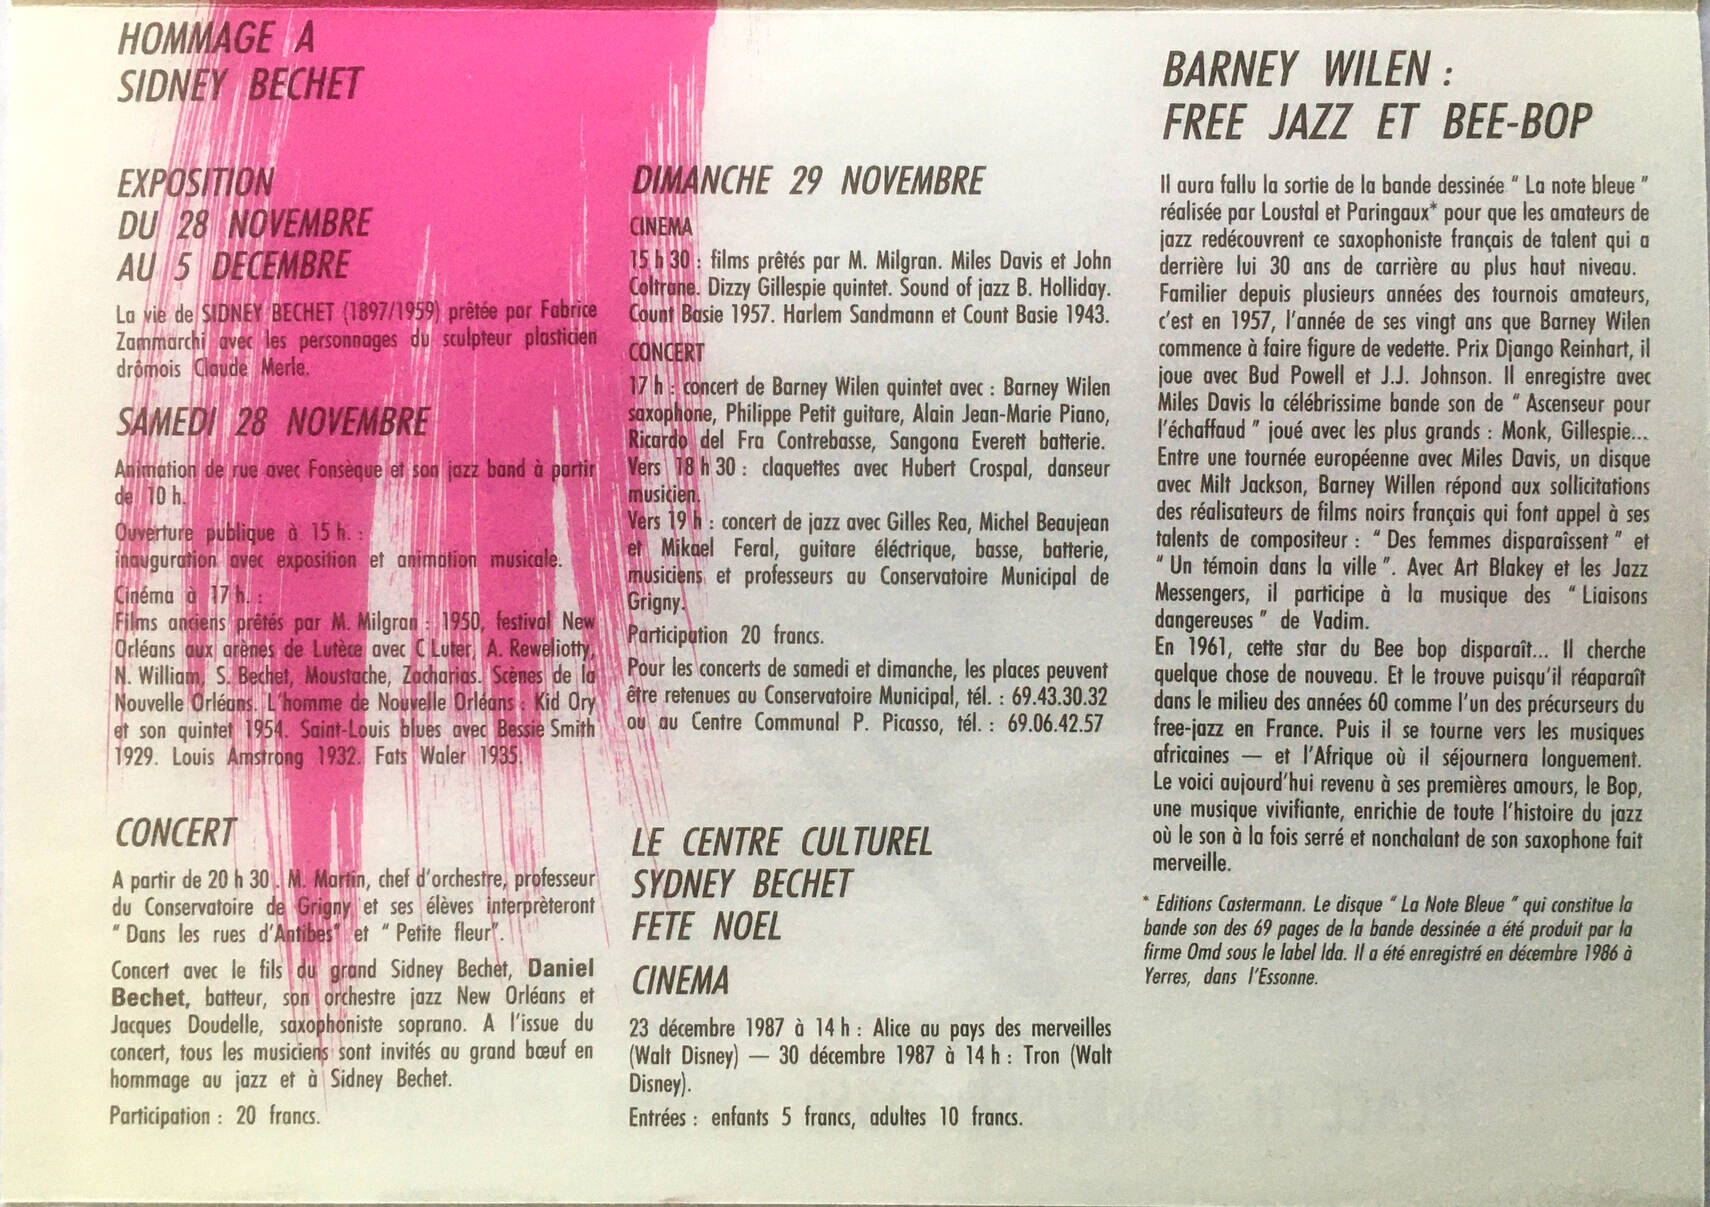 HOMMAGE A
SIDNEY BECHET
EXPOSITION
DU 28 NOVEMBRE
AU 5 DECEMBRE
La vie de SIDNEY BECHET (1897/1959) prêtée par Fabrice
Zammarchi avec les personnages du sculpteur plasticien
drômois Claude Merle.
SAMEDI 28 NOVEMBRE
Animation de rue avec Fonsèque et son jazz band à partir
de 10 h.
Ouverture publique à 15 h. :
inauguration avec exposition et animation musicale.
Cinéma à 17 h. :
Films anciens prêtés par M. Milgran : 1950, festival New
Orléans aux arènes de Lutèce avec C Luter, A. Reweliotty,
N. William, S. Bechet, Moustache, Zacharias. Scènes de la
Nouvelle Orléans. L'homme de Nouvelle Orléans : Kid Ory
et son quintet 1954. Saint-Louis blues avec Bessie Smith
1929. Louis Amstrong 1932. Fats Waler 1935.
CONCERT
A partir de 20 h 30 : M. Martin, chef d'orchestre, professeur
du Conservatoire de Grigny et ses élèves interprèteront
" Dans les rues d'Antibes" et " Petite fleur".
Concert avec le fils du grand Sidney Bechet, Daniel
Bechet, batteur, son orchestre jazz New Orléans et
Jacques Doudelle, saxophoniste soprano. A l'issue du
concert, tous les musiciens sont invités au grand bœuf en
hommage au jazz et à Sidney Bechet.
Participation : 20 francs.
DIMANCHE 29 NOVEMBRE
CINEMA
15 h 30 : films prêtés par M. Milgran. Miles Davis et John
Coltrane. Dizzy Gillespie quintet. Sound of jazz B. Holliday.
Count Basie 1957. Harlem Sandmann et Count Basie 1943.
CONCERT
17 h : concert de Barney Wilen quintet avec : Barney Wilen
saxophone, Philippe Petit guitare, Alain Jean-Marie Piano,
Ricardo del Fra Contrebasse, Sangona Everett batterie.
Vers 18 h 30 : claquettes avec Hubert Crospal, danseur
musicien.
Vers 19 h : concert de jazz avec Gilles Rea, Michel Beaujean
et Mikael Feral, guitare éléctrique, basse, batterie,
musiciens et professeurs au Conservatoire Municipal de
Grigny.
Participation 20 francs.
Pour les concerts de samedi et dimanche, les places peuvent
être retenues au Conservatoire Municipal, tél. : 69.43.30.32
ou au Centre Communal P. Picasso, tél. : 69.06.42.57
LE CENTRE CULTUREL
SYDNEY BECHET
FETE NOEL
CINEMA
23 décembre 1987 à 14 h : Alice au pays des merveilles
(Walt Disney) — 30 décembre 1987 à 14 h : Tron (Walt
Disney).
Entrées : enfants 5 francs, adultes 10 francs.
BARNEY WILEN :
FREE JAZZ ET BEE-BOP
Il aura fallu la sortie de la bande dessinée " La note bleue "
réalisée par Loustal et Paringaux* pour que les amateurs de
jazz redécouvrent ce saxophoniste français de talent qui a
derrière lui 30 ans de carrière au plus haut niveau.
Familier depuis plusieurs années des tournois amateurs,
c'est en 1957, l'année de ses vingt ans que Barney Wilen
commence à faire figure de vedette. Prix Django Reinhart, il
joue avec Bud Powell et J.J. Johnson. Il enregistre avec
Miles Davis la célébrissime bande son de " Ascenseur pour
l'échaffaud " joué avec les plus grands : Monk, Gillespie...
Entre une tournée européenne avec Miles Davis, un disque
avec Milt Jackson, Barney Willen répond aux sollicitations
des réalisateurs de films noirs français qui font appel à ses
talents de compositeur : " Des femmes disparaîssent " et
" Un témoin dans la ville ". Avec Art Blakey et les Jazz
Messengers, il participe à la musique des " Liaisons
dangereuses " de Vadim.
En 1961, cette star du Bee bop disparaît... Il cherche
quelque chose de nouveau. Et le trouve puisqu'il réaparaît
dans le milieu des années 60 comme l'un des précurseurs du
free-jazz en France. Puis il se tourne vers les musiques
africaines — et l'Afrique où il séjournera longuement.
Le voici aujourd'hui revenu à ses premières amours, le Bop,
une musique vivifiante, enrichie de toute l'histoire du jazz
où le son à la fois serré et nonchalant de son saxophone fait
merveille.
* Editions Castermann. Le disque " La Note Bleue " qui constitue la
bande son des 69 pages de la bande dessinée a été produit par la
firme Omd sous le label Ida. Il a été enregistré en décembre 1986 à
Yerres, dans l'Essonne.